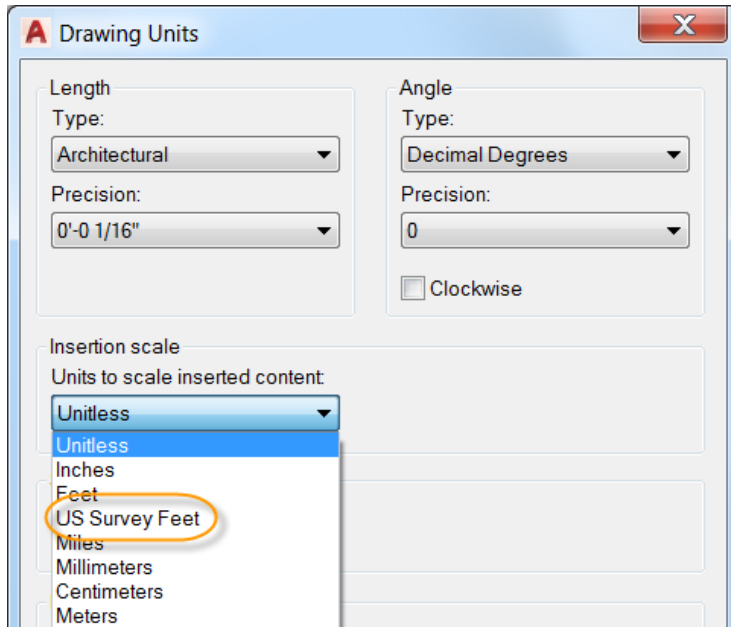 Drawing Units
Length
Type:
Architectural
Precision:
0'-0 1/16"
Angle
Type:
Decimal Degrees
Precision:
0
Clockwise
Insertion scale
Units to scale inserted content:
Unitless
Unitless
Inches
Feet
US Survey Feet
Miles
Millimeters
Centimeters
Meters